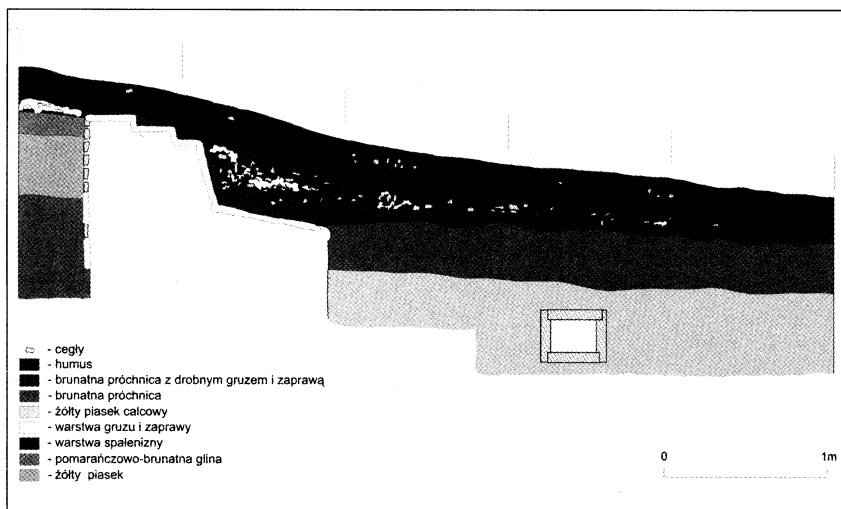 - cegły
- humus
- brunatna próchnica z drobnym gruzem i zaprawą
- brunatna próchnica
- żółty piasek calcowy
- warstwa gruzu i zaprawy
- warstwa spalenizny
- pomarańczowo-brunatna glina
- żółty piasek
0 1m